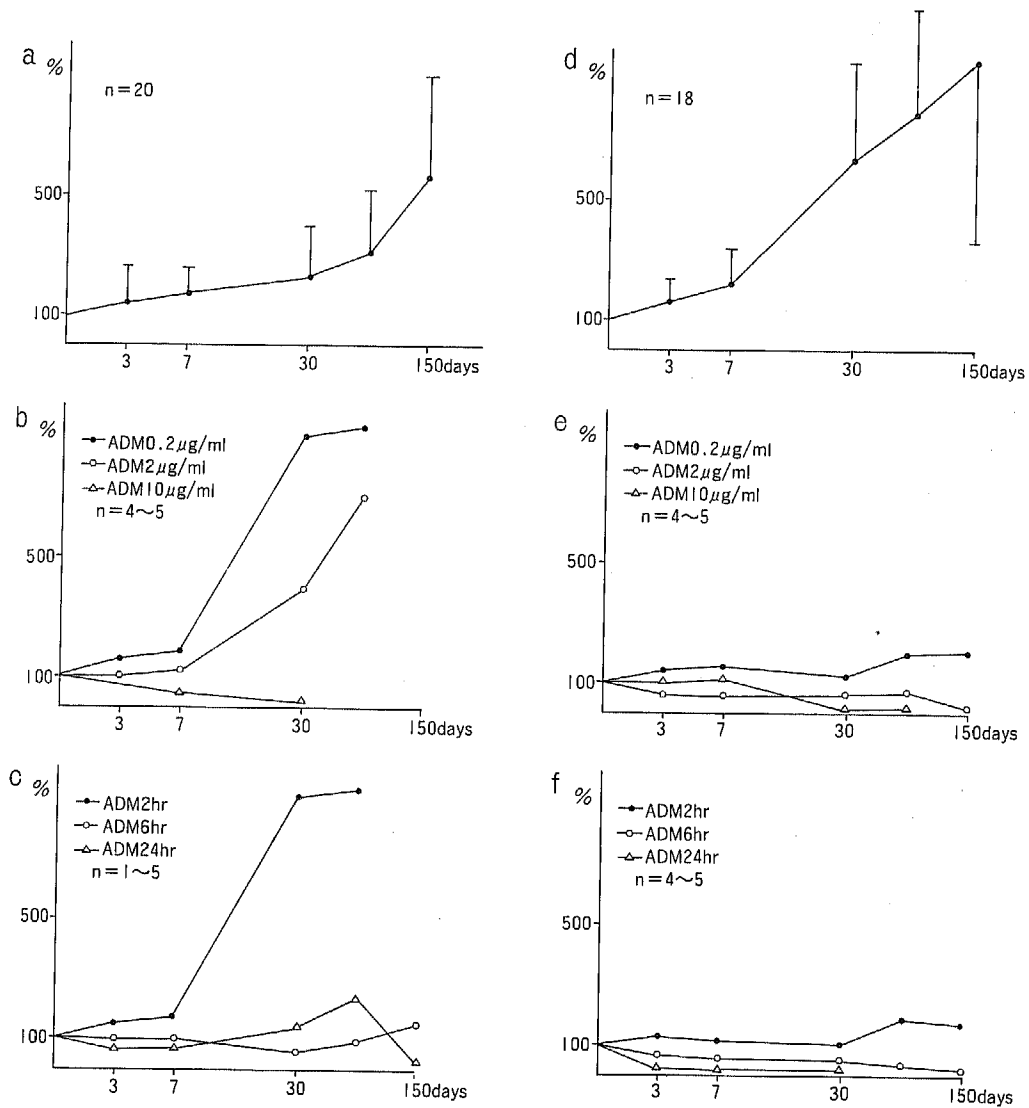 a
%
n=20
500
100
3 7 30 150days
d
%
n=18
500
100
3 7 30 150days
b
%
ADM0.2μg/ml
ADM2μg/ml
ADM10μg/ml
n=4~5
500
100
3 7 30 150days
e
%
ADM0.2μg/ml
ADM2μg/ml
ADM10μg/ml
n=4~5
500
100
3 7 30 150days
c
%
ADM2hr
ADM6hr
ADM24hr
n=1~5
500
100
3 7 30 150days
f
%
ADM2hr
ADM6hr
ADM24hr
n=4~5
500
100
3 7 30 150days